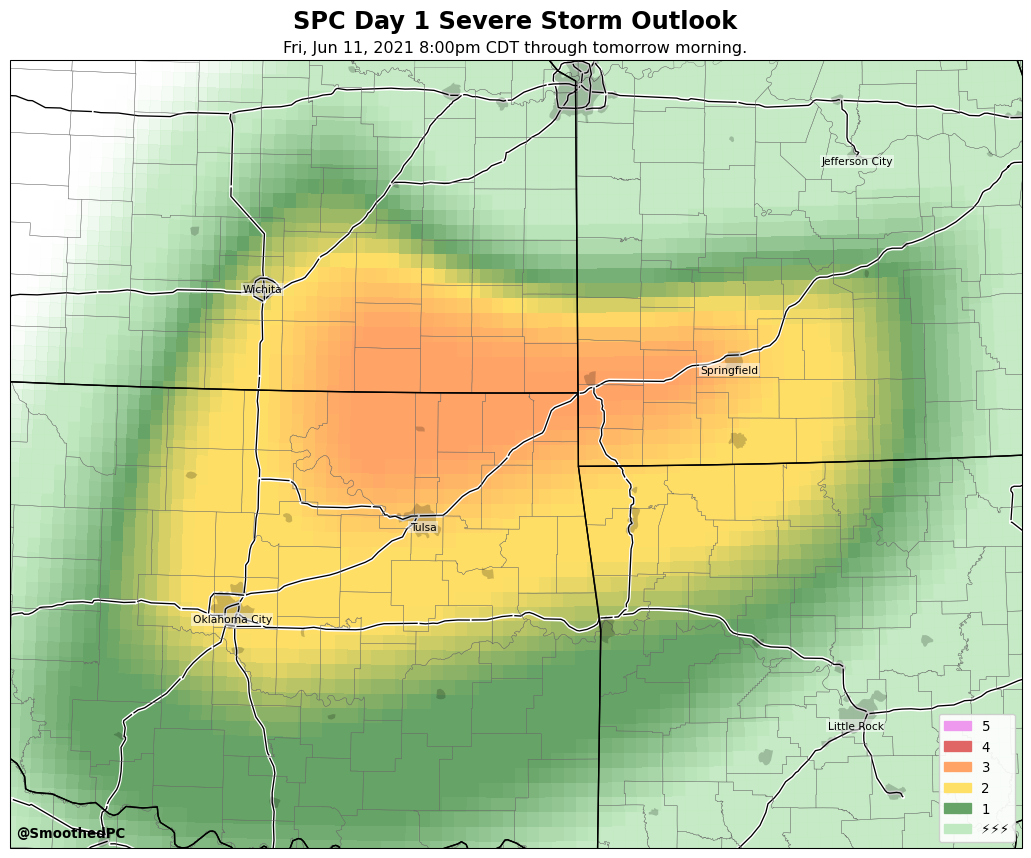 SPC Day 1 Severe Storm Outlook
Fri, Jun 11, 2021 8:00pm CDT through tomorrow morning.
Jefferson City
Wichita
Springfield
Tulsa
Oklahoma City
Little Rock
5
4
3
2
1
⚡⚡⚡
@SmoothedPC